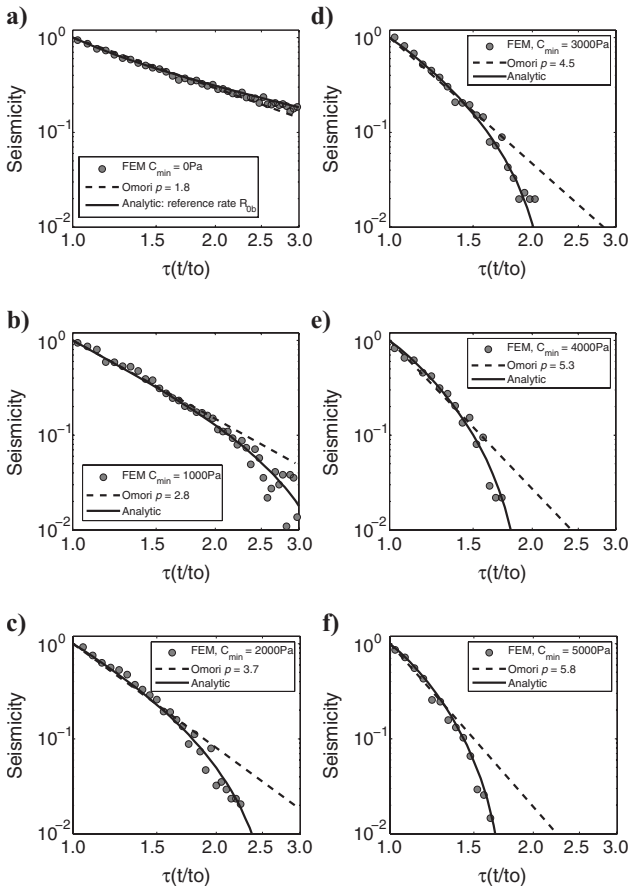 a)
Seismicity
10^0
10^-1
10^-2
FEM C_min = 0Pa
Omori p = 1.8
Analytic: reference rate R_0b
1.0 1.5 2.0 2.5 3.0
τ(t/to)
b)
Seismicity
10^0
10^-1
10^-2
FEM C_min = 1000Pa
Omori p = 2.8
Analytic
1.0 1.5 2.0 2.5 3.0
τ(t/to)
c)
Seismicity
10^0
10^-1
10^-2
FEM, C_min = 2000Pa
Omori p = 3.7
Analytic
1.0 1.5 2.0 2.5 3.0
τ(t/to)
d)
Seismicity
10^0
10^-1
10^-2
FEM, C_min = 3000Pa
Omori p = 4.5
Analytic
1.0 1.5 2.0 2.5 3.0
τ(t/to)
e)
Seismicity
10^0
10^-1
10^-2
FEM, C_min = 4000Pa
Omori p = 5.3
Analytic
1.0 1.5 2.0 2.5 3.0
τ(t/to)
f)
Seismicity
10^0
10^-1
10^-2
FEM, C_min = 5000Pa
Omori p = 5.8
Analytic
1.0 1.5 2.0 2.5 3.0
τ(t/to)